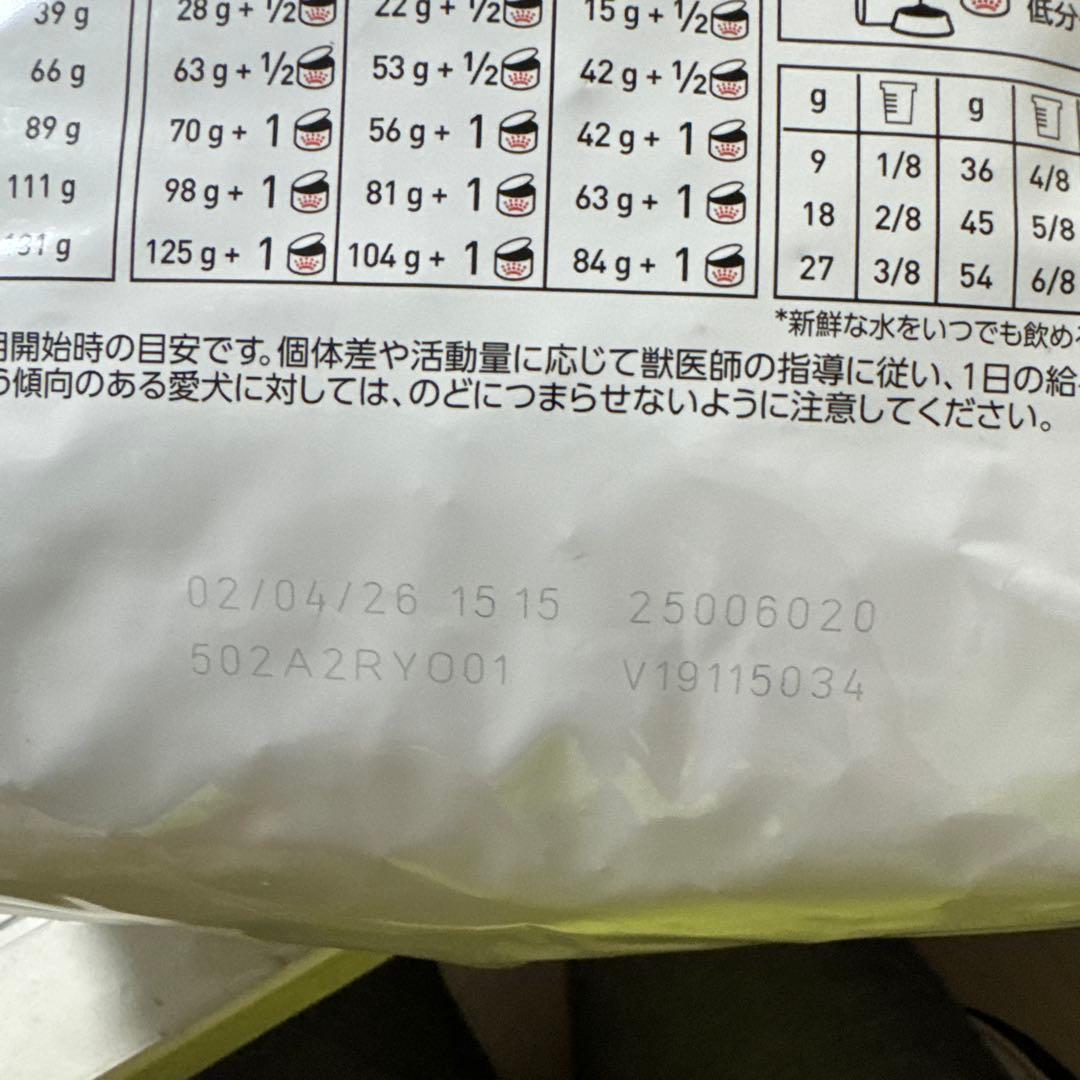 39 g 28 g + ½ 22 g + ½ 15 g + ½
66 g 63 g + ½ 53 g + ½ 42 g + ½
89 g 70 g + 1 56 g + 1 42 g + 1
111 g 98 g + 1 81 g + 1 63 g + 1
131 g 125 g + 1 104 g + 1 84 g + 1
低分
g g
9 1/8 36 4/8
18 2/8 45 5/8
27 3/8 54 6/8
*新鮮な水をいつでも飲め
開始時の目安です。個体差や活動量に応じて獣医師の指導に従い、1日の給
う傾向のある愛犬に対しては、のどにつまらせないように注意してください。
02/04/26 15 15 25006020
502A2RYO01 V19115034